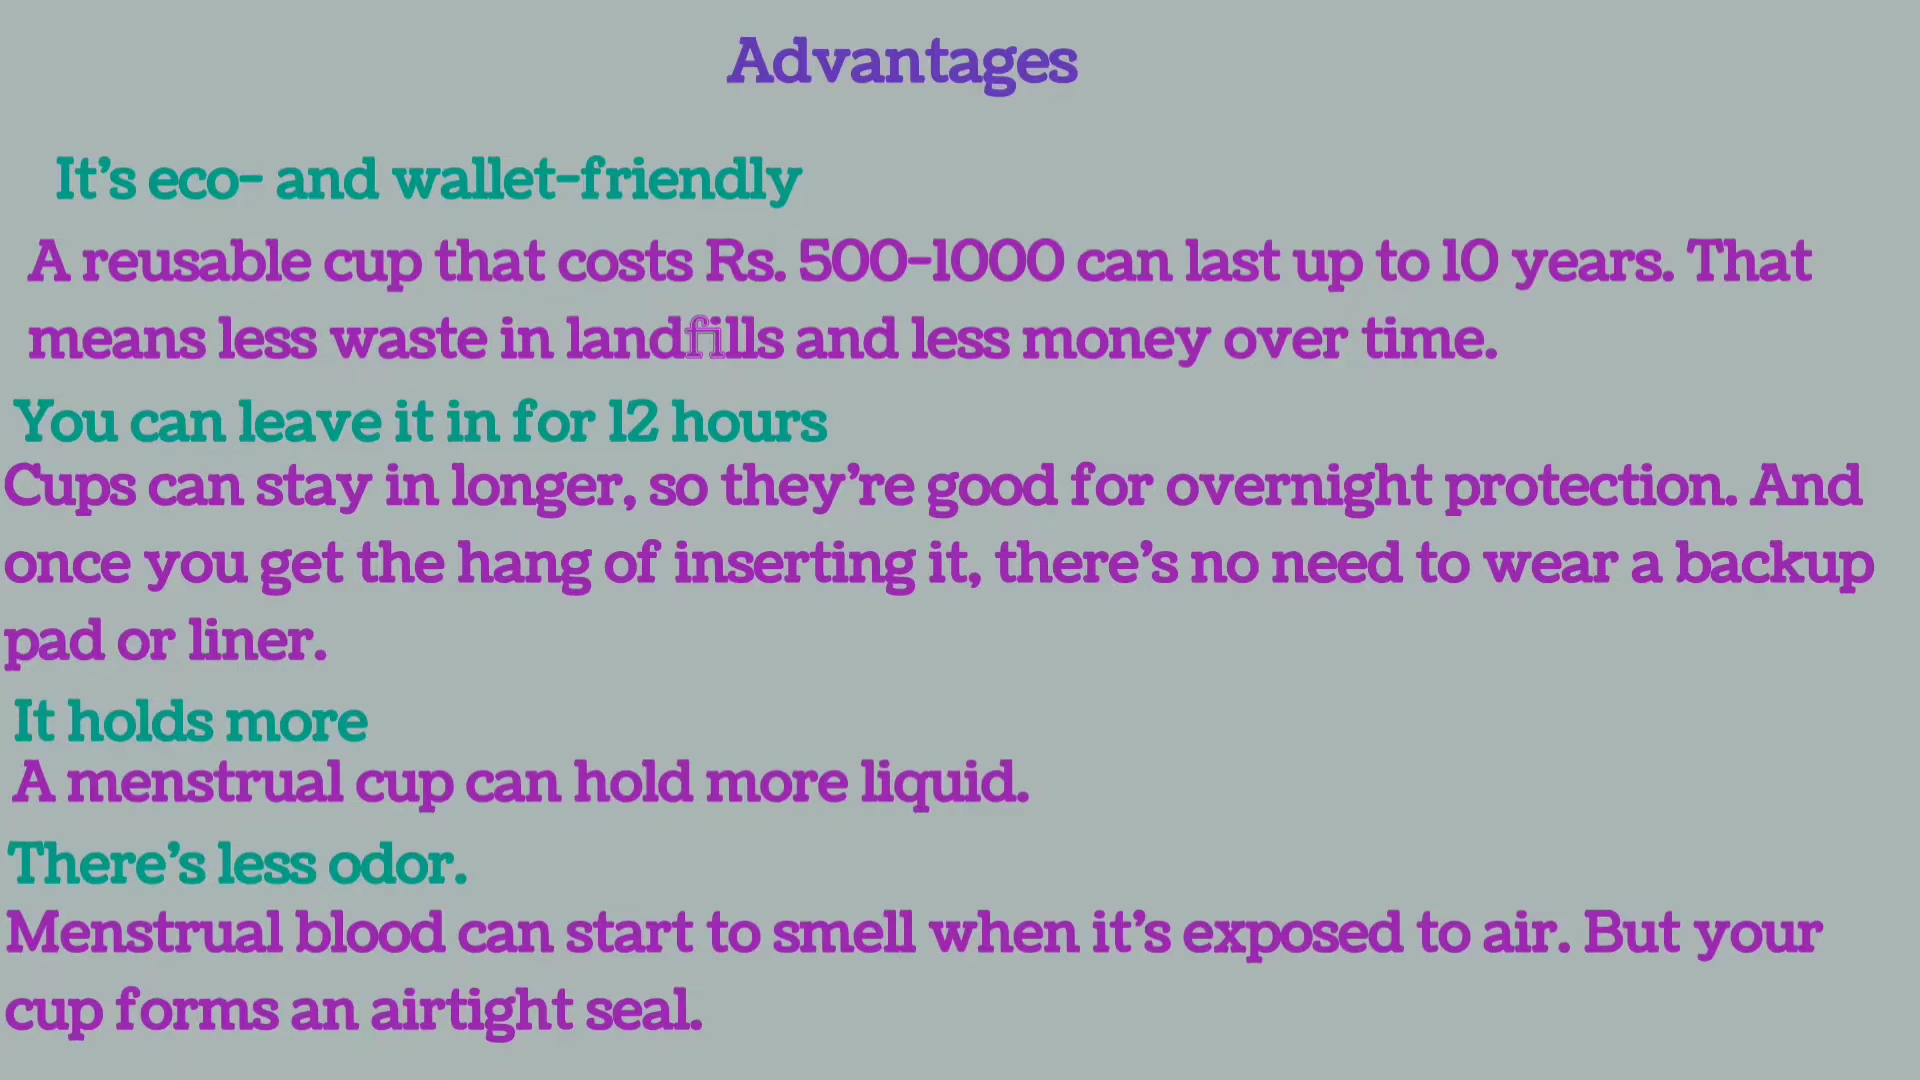 Advantages
It's eco- and wallet-friendly
A reusable cup that costs Rs. 500-1000 can last up to 10 years. That
means less waste in landfills and less money over time.
You can leave it in for 12 hours
Cups can stay in longer, so they're good for overnight protection. And
once you get the hang of inserting it, there's no need to wear a backup
pad or liner.
It holds more
A menstrual cup can hold more liquid.
There's less odor.
Menstrual blood can start to smell when it's exposed to air. But your
cup forms an airtight seal.